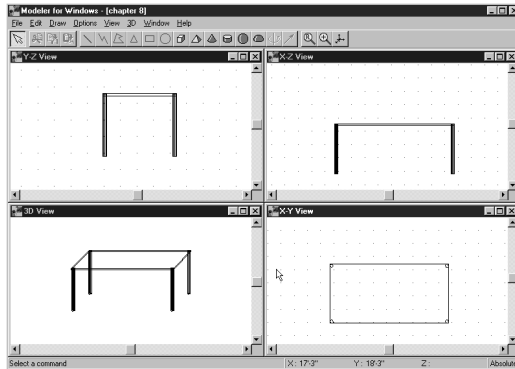 Modeler for Windows - [chapter 8]
File Edit Draw Options View 3D Window Help
Y-Z View
X-Z View
3D View
X-Y View
Select a command X: 17'3" Y: 18'3" Z: Absolute